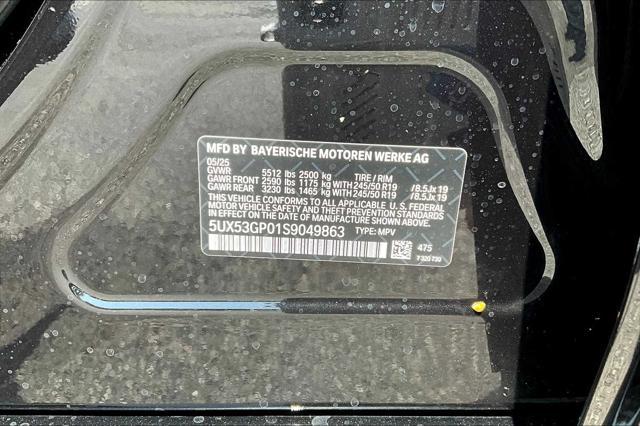 MFD BY BAYERISCHE MOTOREN WERKE AG
05/25
GVWR 5512 lbs 2500 kg TIRE / RIM
GAWR FRONT 2590 lbs 1175 kg WITH 245/50 R19 /8.5Jx19
GAWR REAR 3230 lbs 1465 kg WITH 245/50 R19 /8.5Jx19
THIS VEHICLE CONFORMS TO ALL APPLICABLE U. S. FEDERAL
MOTOR VEHICLE SAFETY AND THEFT PREVENTION STANDARDS
IN EFFECT ON THE DATE OF MANUFACTURE SHOWN ABOVE.
5UX53GP01S9049863 TYPE: MPV
475
7 320 730